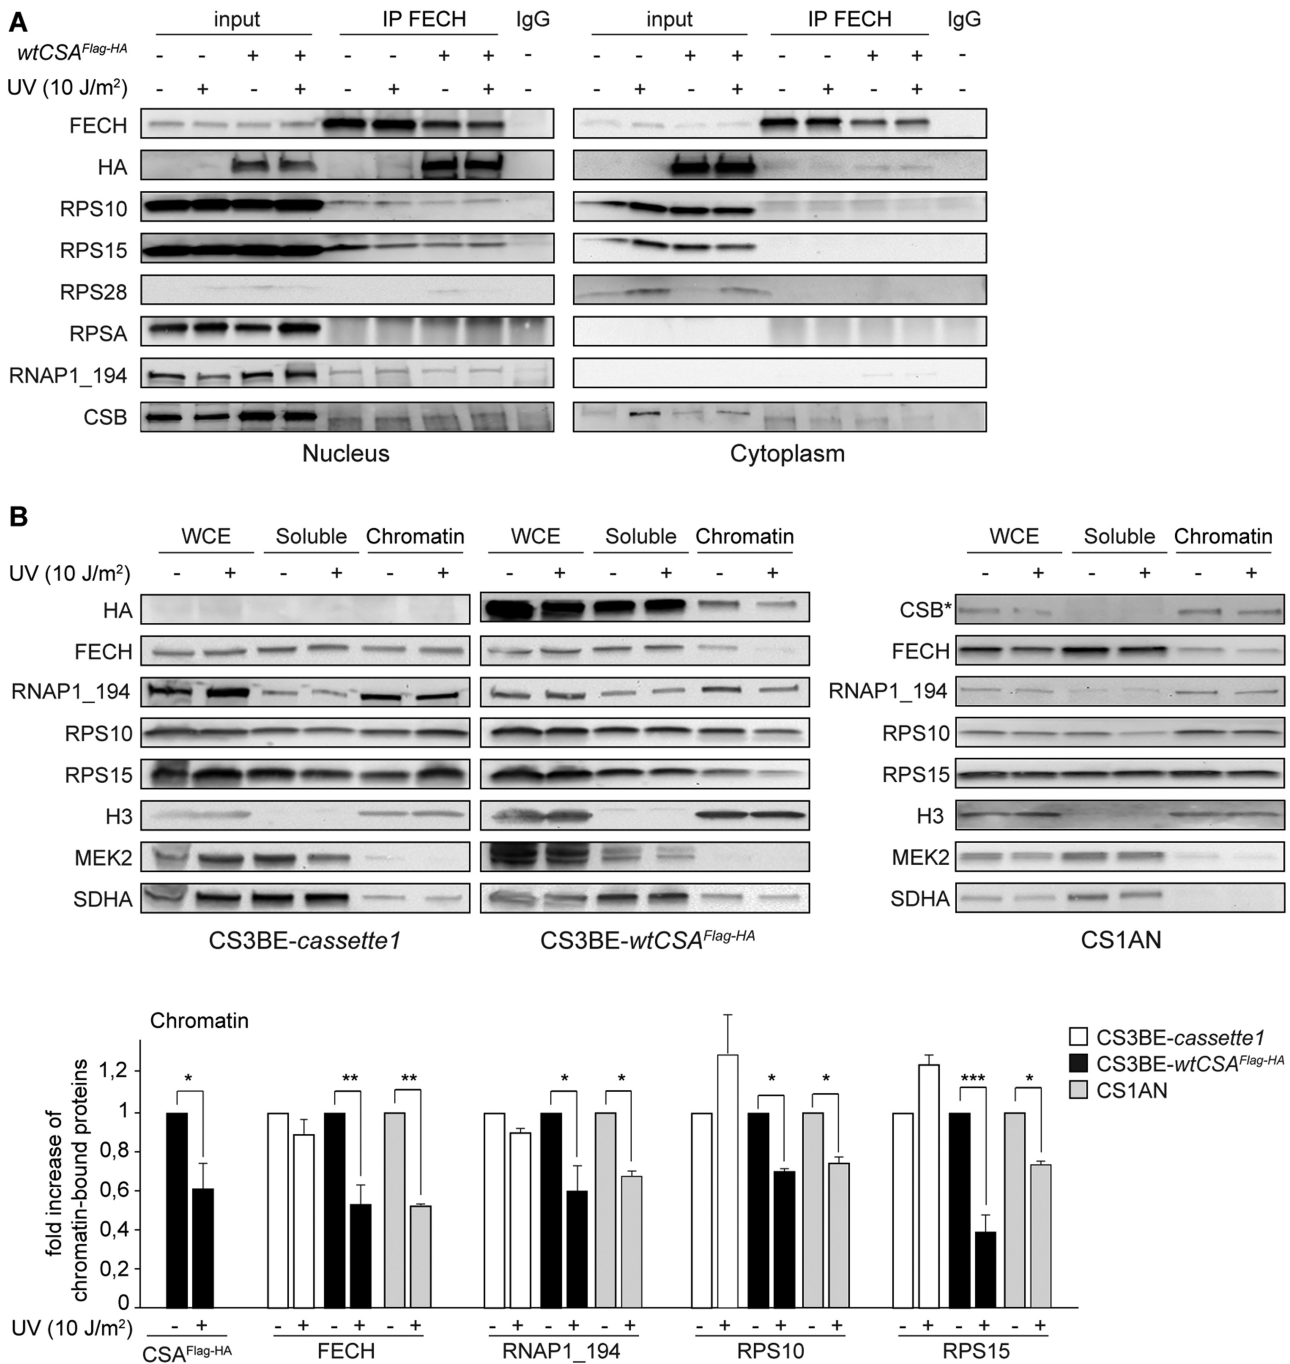 A
input IP FECH IgG input IP FECH IgG
wtCSA^Flag-HA - - + + - - + + - - - + + - - + + -
UV (10 J/m²) - + - + - + - + - - + - + - + - + -
FECH
HA
RPS10
RPS15
RPS28
RPSA
RNAP1_194
CSB
Nucleus Cytoplasm
B
WCE Soluble Chromatin WCE Soluble Chromatin WCE Soluble Chromatin
UV (10 J/m²) - + - + - + - + - + - + - + - + - +
HA CSB*
FECH FECH
RNAP1_194 RNAP1_194
RPS10 RPS10
RPS15 RPS15
H3 H3
MEK2 MEK2
SDHA SDHA
CS3BE-cassette1 CS3BE-wtCSA^Flag-HA CS1AN
Chromatin
fold increase of
chromatin-bound proteins
1,2
1
0,8
0,6
0,4
0,2
0
* ** ** * * * * *** *
CS3BE-cassette1
CS3BE-wtCSA^Flag-HA
CS1AN
UV (10 J/m²) - + - + - + - + - + - + - + - + - + - + - + - + - +
CSA^Flag-HA FECH RNAP1_194 RPS10 RPS15